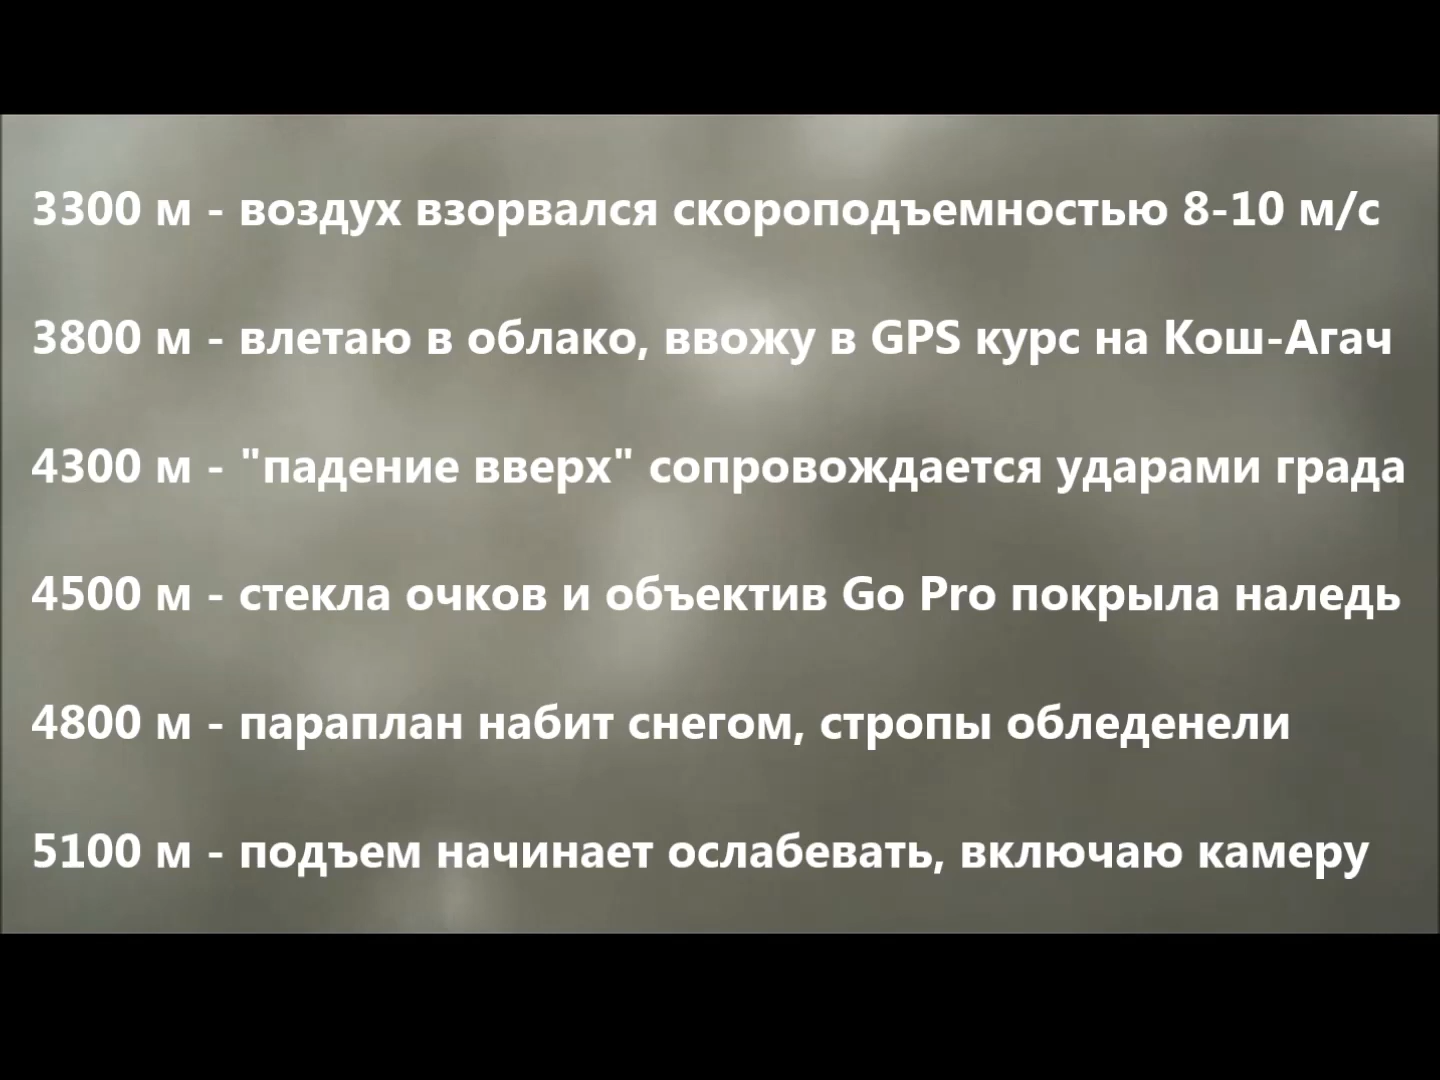 3300 м - воздух взорвался скороподъемностью 8-10 м/с
3800 м - влетаю в облако, ввожу в GPS курс на Кош-Агач
4300 м - "падение вверх" сопровождается ударами града
4500 м - стекла очков и объектив Go Pro покрыла наледь
4800 м - параплан набит снегом, стропы обледенели
5100 м - подъем начинает ослабевать, включаю камеру